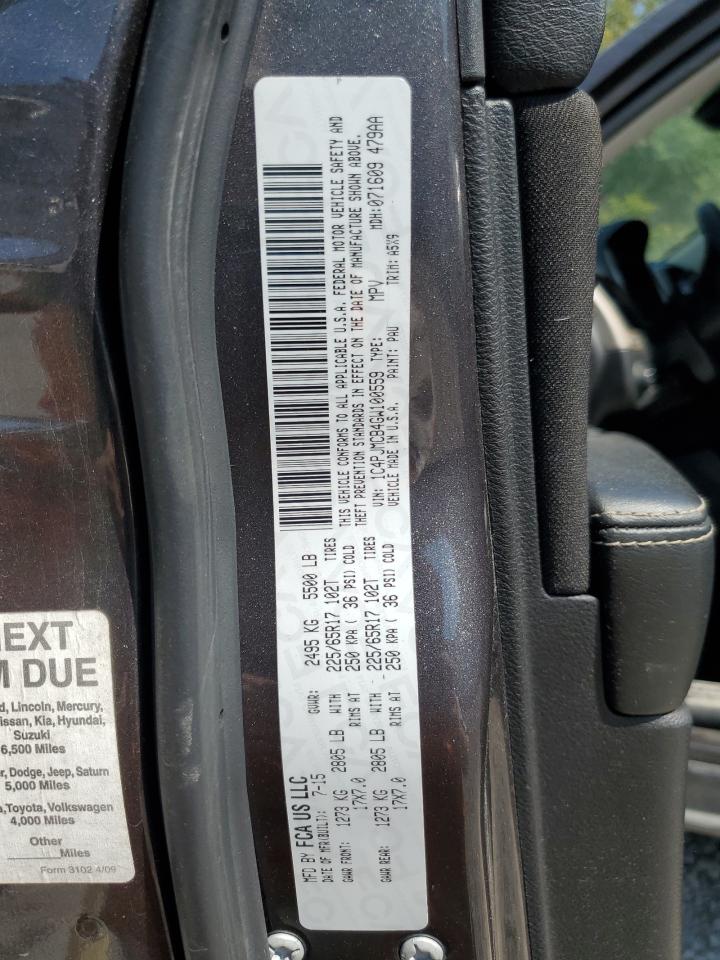 MFD BY FCA US LLC
DATE OF MFR(BUILT): 7-15 GVWR: 2495 KG 5500 LB
GWR FRONT: 1273 KG 2805 LB WITH 225/65R17 102T TIRES
17X7.0 RIMS AT 250 KPA ( 36 PSI) COLD
GWR REAR: 1273 KG 2805 LB WITH 225/65R17 102T TIRES
17X7.0 RIMS AT 250 KPA ( 36 PSI) COLD
THIS VEHICLE CONFORMS TO ALL APPLICABLE U.S.A. FEDERAL MOTOR VEHICLE SAFETY AND
THEFT PREVENTION STANDARDS IN EFFECT ON THE DATE OF MANUFACTURE SHOWN ABOVE.
MDH:071609 479AA
VIN: 1C4PJMCB4GW100559 TYPE: MPV
VEHICLE MADE IN U.S.A. PAINT: PAU TRIM: A5X9
NEXT
DUE
Lincoln, Mercury,
Kia, Hyundai,
Suzuki
6,500 Miles
Dodge, Jeep, Saturn
5,000 Miles
Toyota, Volkswagen
4,000 Miles
Other
Miles
Form 3102 4/09